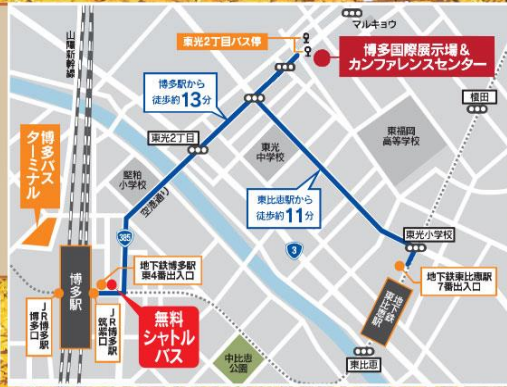 マルキョウ
山陽新幹線
東光2丁目バス停
博多国際展示場&
カンファレンスセンター
榎田
博多駅から
徒歩約13分
東福岡
高等学校
博多バス
ターミナル
東光2丁目
東光
中学校
堅粕
小学校
空港通り
東比恵駅から
徒歩約11分
東光小学校
385
3
博多駅
地下鉄博多駅
東4番出入口
地下鉄東比恵駅
7番出入口
地下鉄
東比恵駅
JR博多駅
博多口
JR博多駅
筑紫口
無料
シャトル
バス
中比恵
公園
東比恵